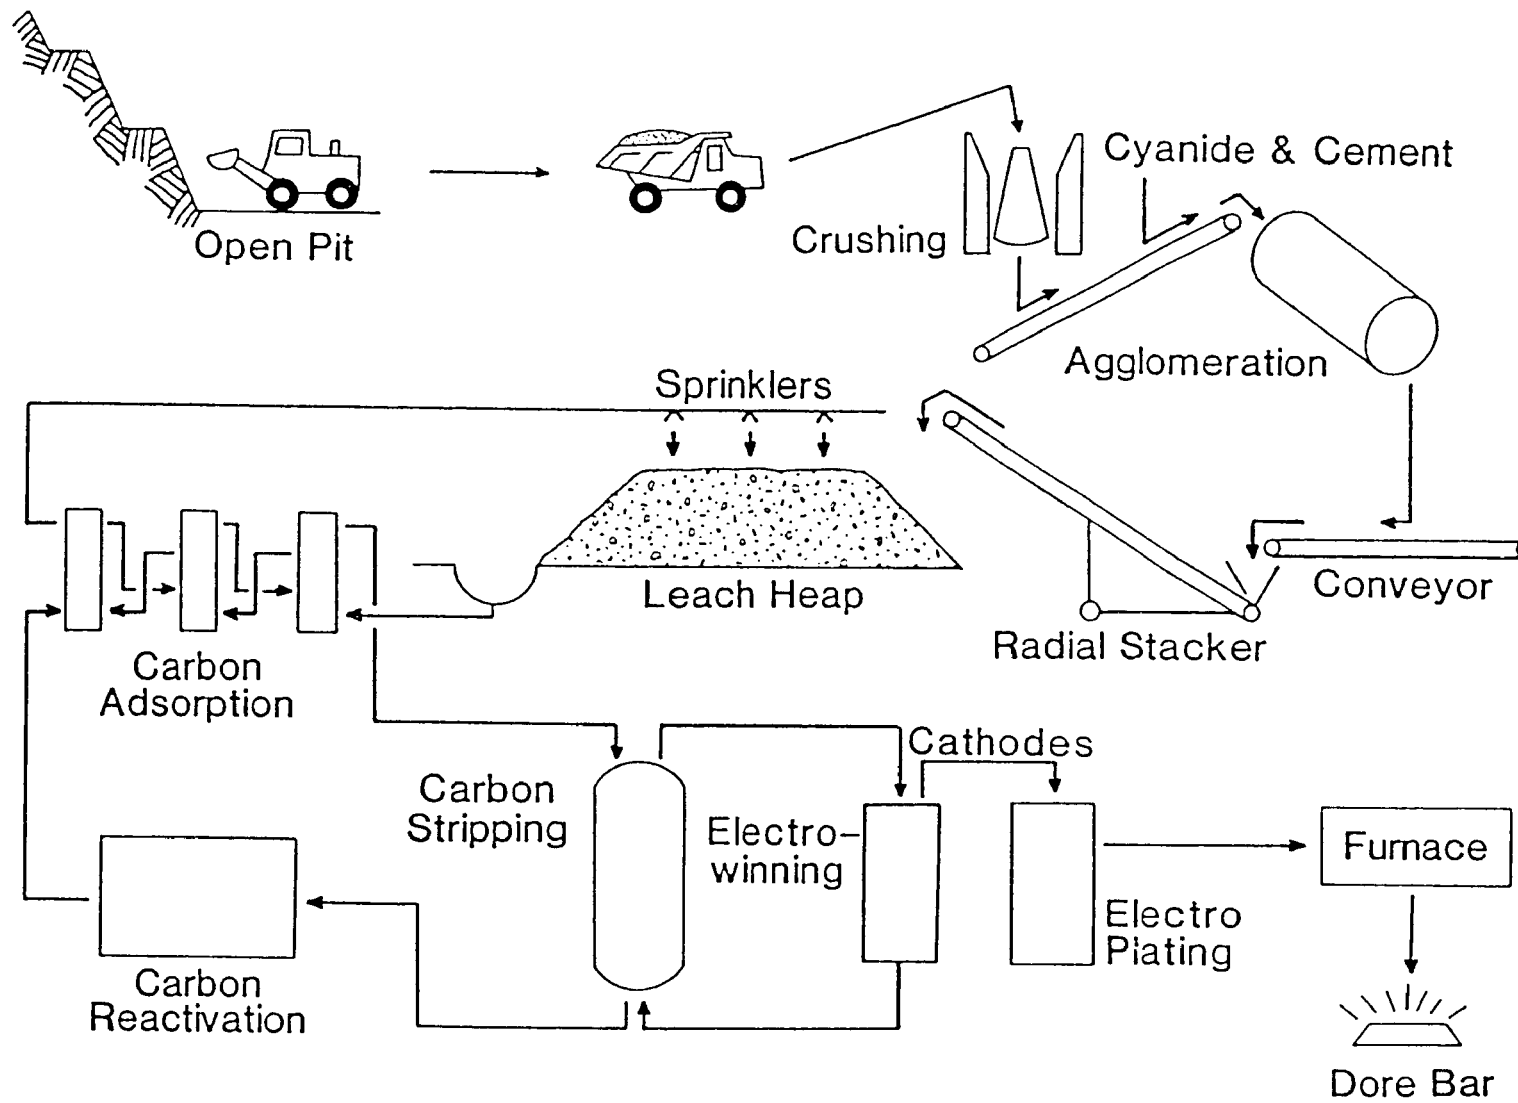 Open Pit
Crushing
Cyanide & Cement
Agglomeration
Sprinklers
Leach Heap
Conveyor
Radial Stacker
Carbon
Adsorption
Carbon
Stripping
Electro-
winning
Cathodes
Electro
Plating
Furnace
Carbon
Reactivation
Dore Bar